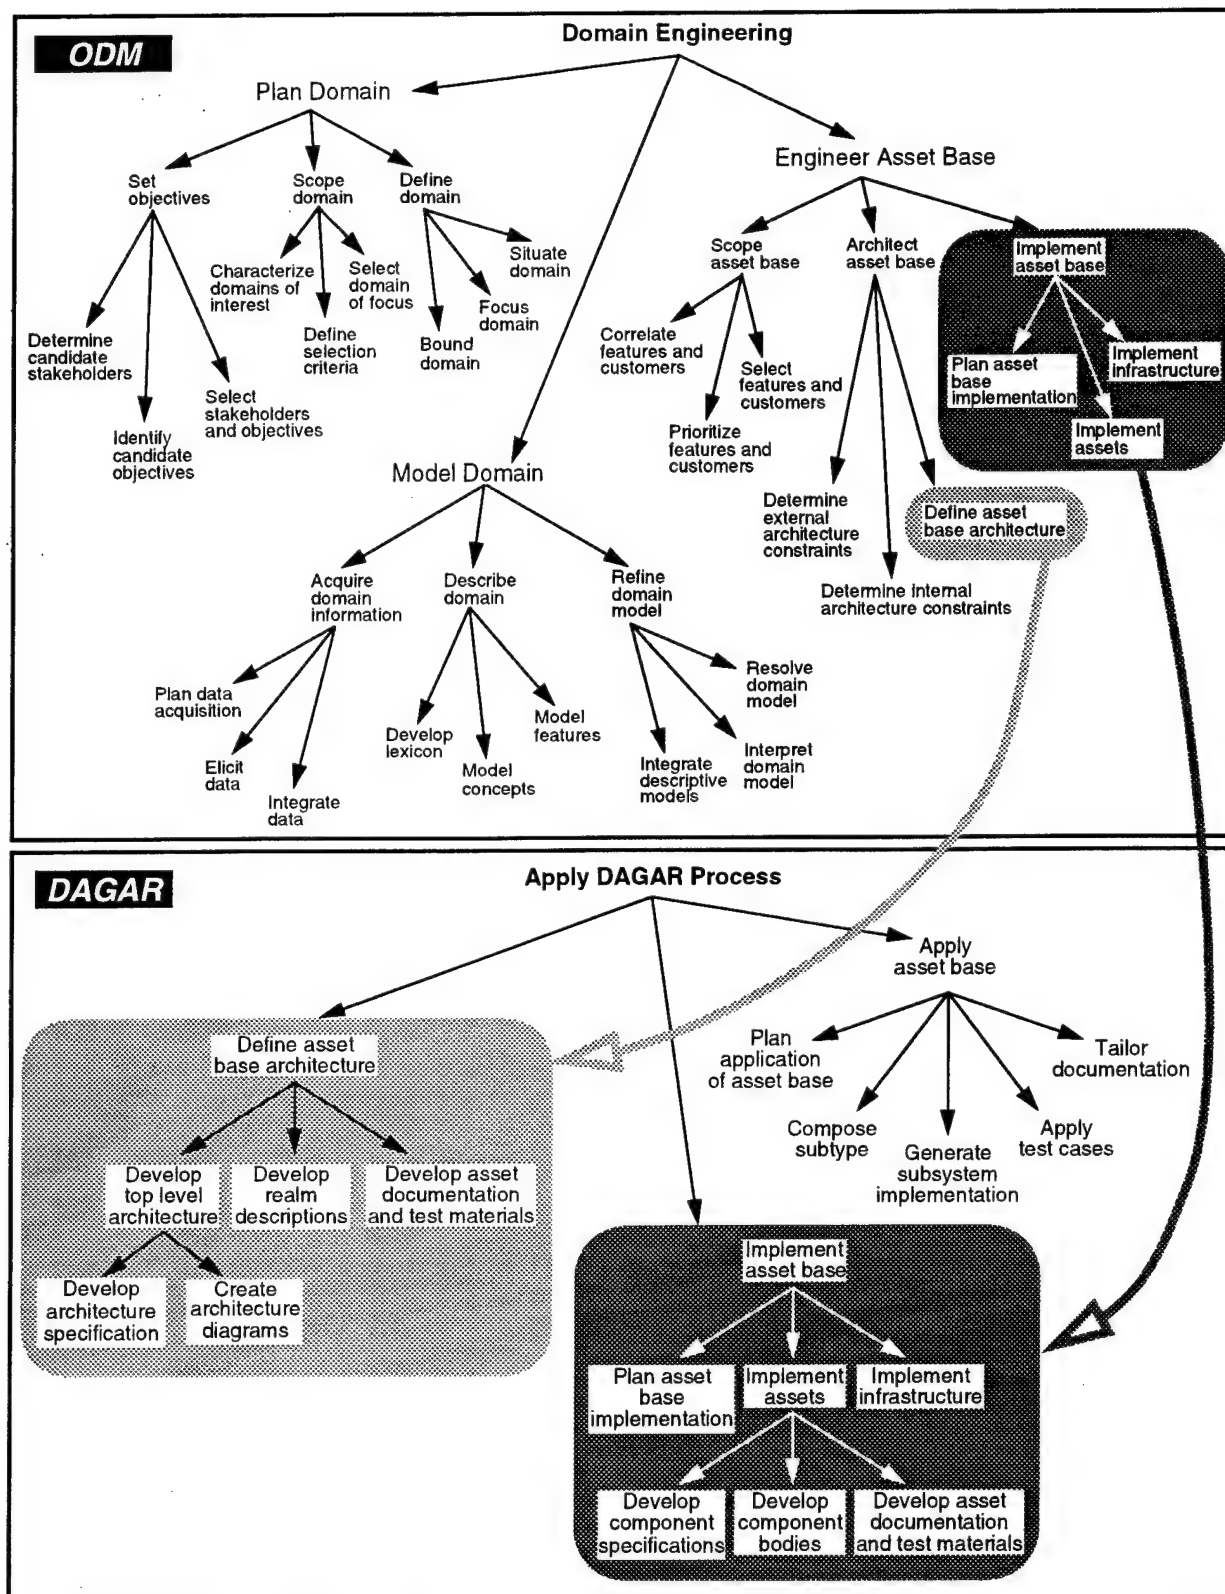 ODM
Domain Engineering
Plan Domain
Engineer Asset Base
Set
objectives
Scope
domain
Define
domain
Situate
domain
Characterize
domains of
interest
Select
domain
of focus
Focus
domain
Define
selection
criteria
Bound
domain
Determine
candidate
stakeholders
Select
stakeholders
and objectives
Identify
candidate
objectives
Scope
asset base
Architect
asset base
Implement
asset base
Correlate
features and
customers
Select
features and
customers
Prioritize
features and
customers
Plan asset
base
implementation
Implement
infrastructure
Implement
assets
Determine
external
architecture
constraints
Define asset
base architecture
Determine internal
architecture constraints
Model Domain
Acquire
domain
information
Describe
domain
Refine
domain
model
Plan data
acquisition
Elicit
data
Integrate
data
Develop
lexicon
Model
concepts
Model
features
Resolve
domain
model
Integrate
descriptive
models
Interpret
domain
model
DAGAR
Apply DAGAR Process
Apply
asset base
Define asset
base architecture
Plan
application
of asset base
Tailor
documentation
Compose
subtype
Generate
subsystem
implementation
Apply
test cases
Develop
top level
architecture
Develop
realm
descriptions
Develop asset
documentation
and test materials
Develop
architecture
specification
Create
architecture
diagrams
Implement
asset base
Plan asset
base
implementation
Implement
assets
Implement
infrastructure
Develop
component
specifications
Develop
component
bodies
Develop asset
documentation
and test materials